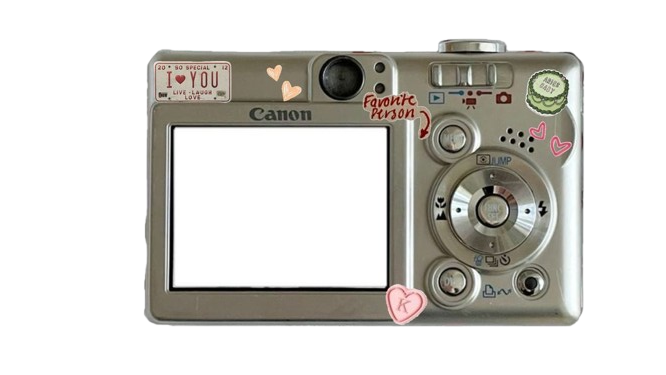 20 SO SPECIAL 12
I ♥ YOU
LIVE - LAUGH
LOVE
Canon
Favorite
Person
JUMP
K